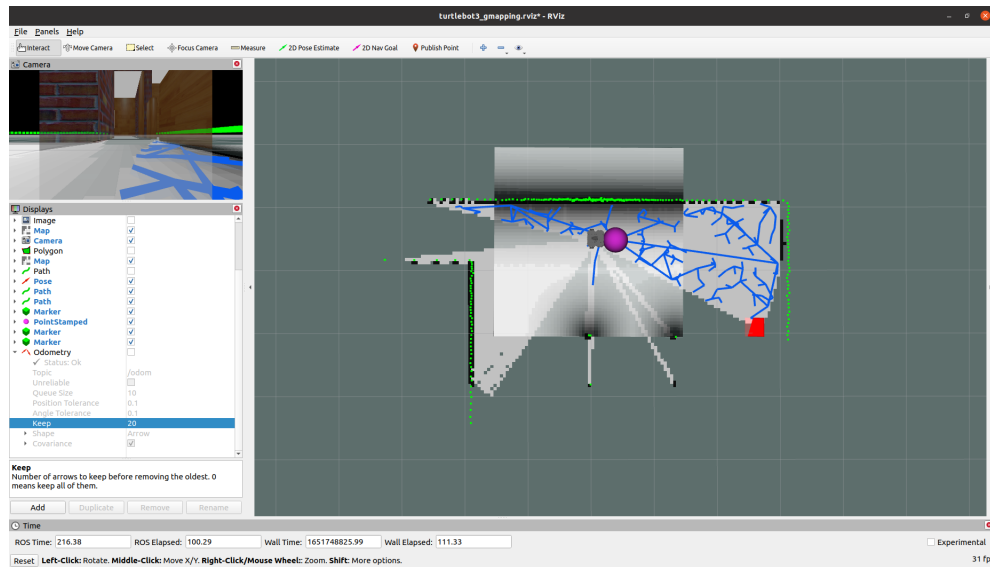 turtlebot3_gmapping.rviz* - RViz
File Panels Help
Interact Move Camera Select Focus Camera Measure 2D Pose Estimate 2D Nav Goal Publish Point
Camera
Displays
Image
Map
Camera
Polygon
Map
Path
Pose
Path
Path
Marker
PointStamped
Marker
Marker
Odometry
Status: Ok
Topic /odom
Unreliable
Queue Size 10
Position Tolerance 0.1
Angle Tolerance 0.1
Keep 20
Shape Arrow
Covariance
Keep
Number of arrows to keep before removing the oldest. 0
means keep all of them.
Add Duplicate Remove Rename
Time
ROS Time: 216.38 ROS Elapsed: 100.29 Wall Time: 1651748825.99 Wall Elapsed: 111.33 Experimental
Reset Left-Click: Rotate. Middle-Click: Move X/Y. Right-Click/Mouse Wheel:: Zoom. Shift: More options. 31 fp